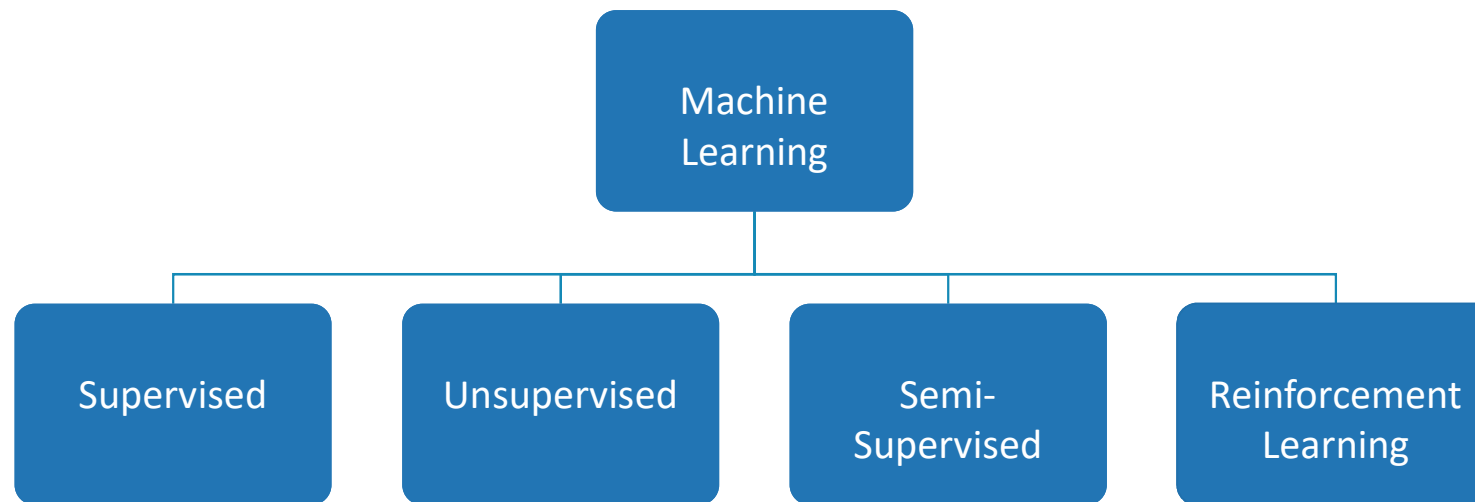 Machine
Learning
Supervised
Unsupervised
Semi-
Supervised
Reinforcement
Learning